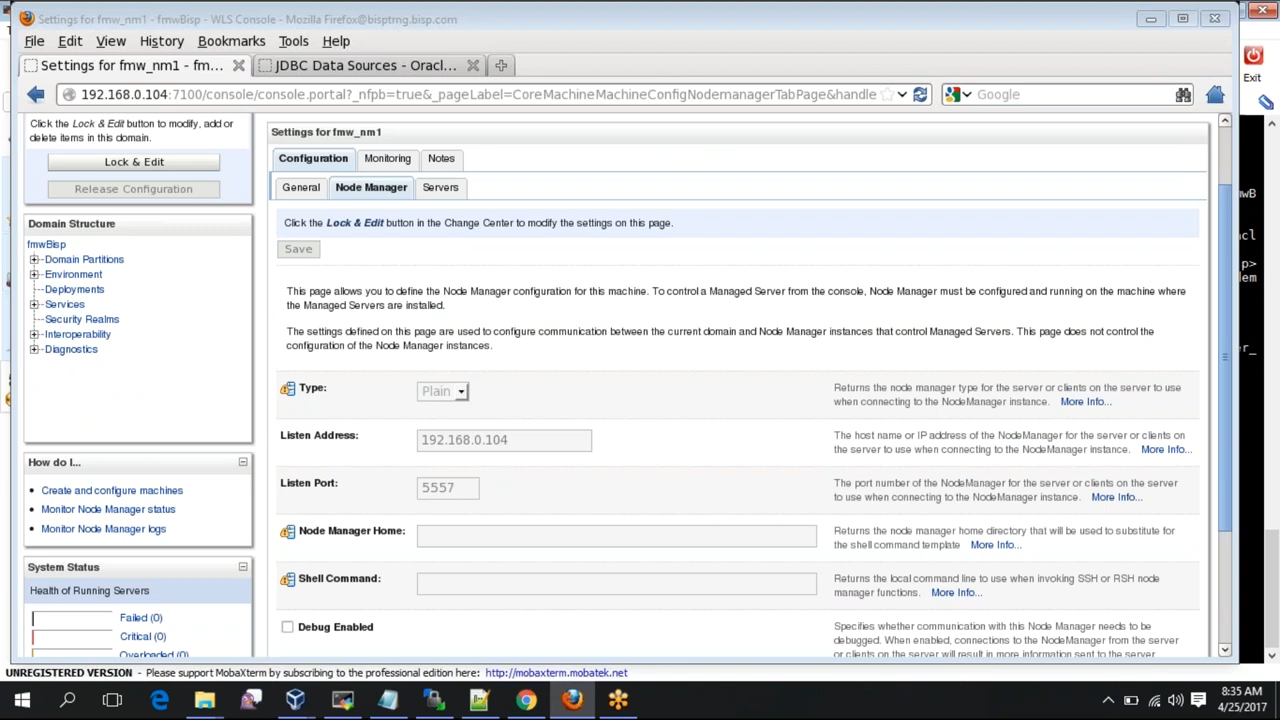 Settings for fmw_nm1 - fmwBisp - WLS Console - Mozilla Firefox@bisptrng.bisp.com
File Edit View History Bookmarks Tools Help
Settings for fmw_nm1 - fm... JDBC Data Sources - Oracl...
192.168.0.104:7100/console/console.portal?_nfpb=true&_pageLabel=CoreMachineMachineConfigNodemanagerTabPage&handle Google
Exit
Click the Lock & Edit button to modify, add or
delete items in this domain.
Lock & Edit
Release Configuration
Domain Structure
fmwBisp
Domain Partitions
Environment
Deployments
Services
Security Realms
Interoperability
Diagnostics
How do I...
Create and configure machines
Monitor Node Manager status
Monitor Node Manager logs
System Status
Health of Running Servers
Failed (0)
Critical (0)
Overloaded (0)
Settings for fmw_nm1
Configuration Monitoring Notes
General Node Manager Servers
Click the Lock & Edit button in the Change Center to modify the settings on this page.
Save
This page allows you to define the Node Manager configuration for this machine. To control a Managed Server from the console, Node Manager must be configured and running on the machine where
the Managed Servers are installed.
The settings defined on this page are used to configure communication between the current domain and Node Manager instances that control Managed Servers. This page does not control the
configuration of the Node Manager instances.
Type: Plain Returns the node manager type for the server or clients on the server to use
when connecting to the NodeManager instance. More Info...
Listen Address: 192.168.0.104 The host name or IP address of the NodeManager for the server or clients on
the server to use when connecting to the NodeManager instance. More Info...
Listen Port: 5557 The port number of the NodeManager for the server or clients on the server
to use when connecting to the NodeManager instance. More Info...
Node Manager Home: Returns the node manager home directory that will be used to substitute for
the shell command template More Info...
Shell Command: Returns the local command line to use when invoking SSH or RSH node
manager functions. More Info...
Debug Enabled Specifies whether communication with this Node Manager needs to be
debugged. When enabled, connections to the NodeManager from the server
or clients on the server will result in more information sent to the server
UNREGISTERED VERSION - Please support MobaXterm by subscribing to the professional edition here: http://mobaxterm.mobatek.net
8:35 AM
4/25/2017